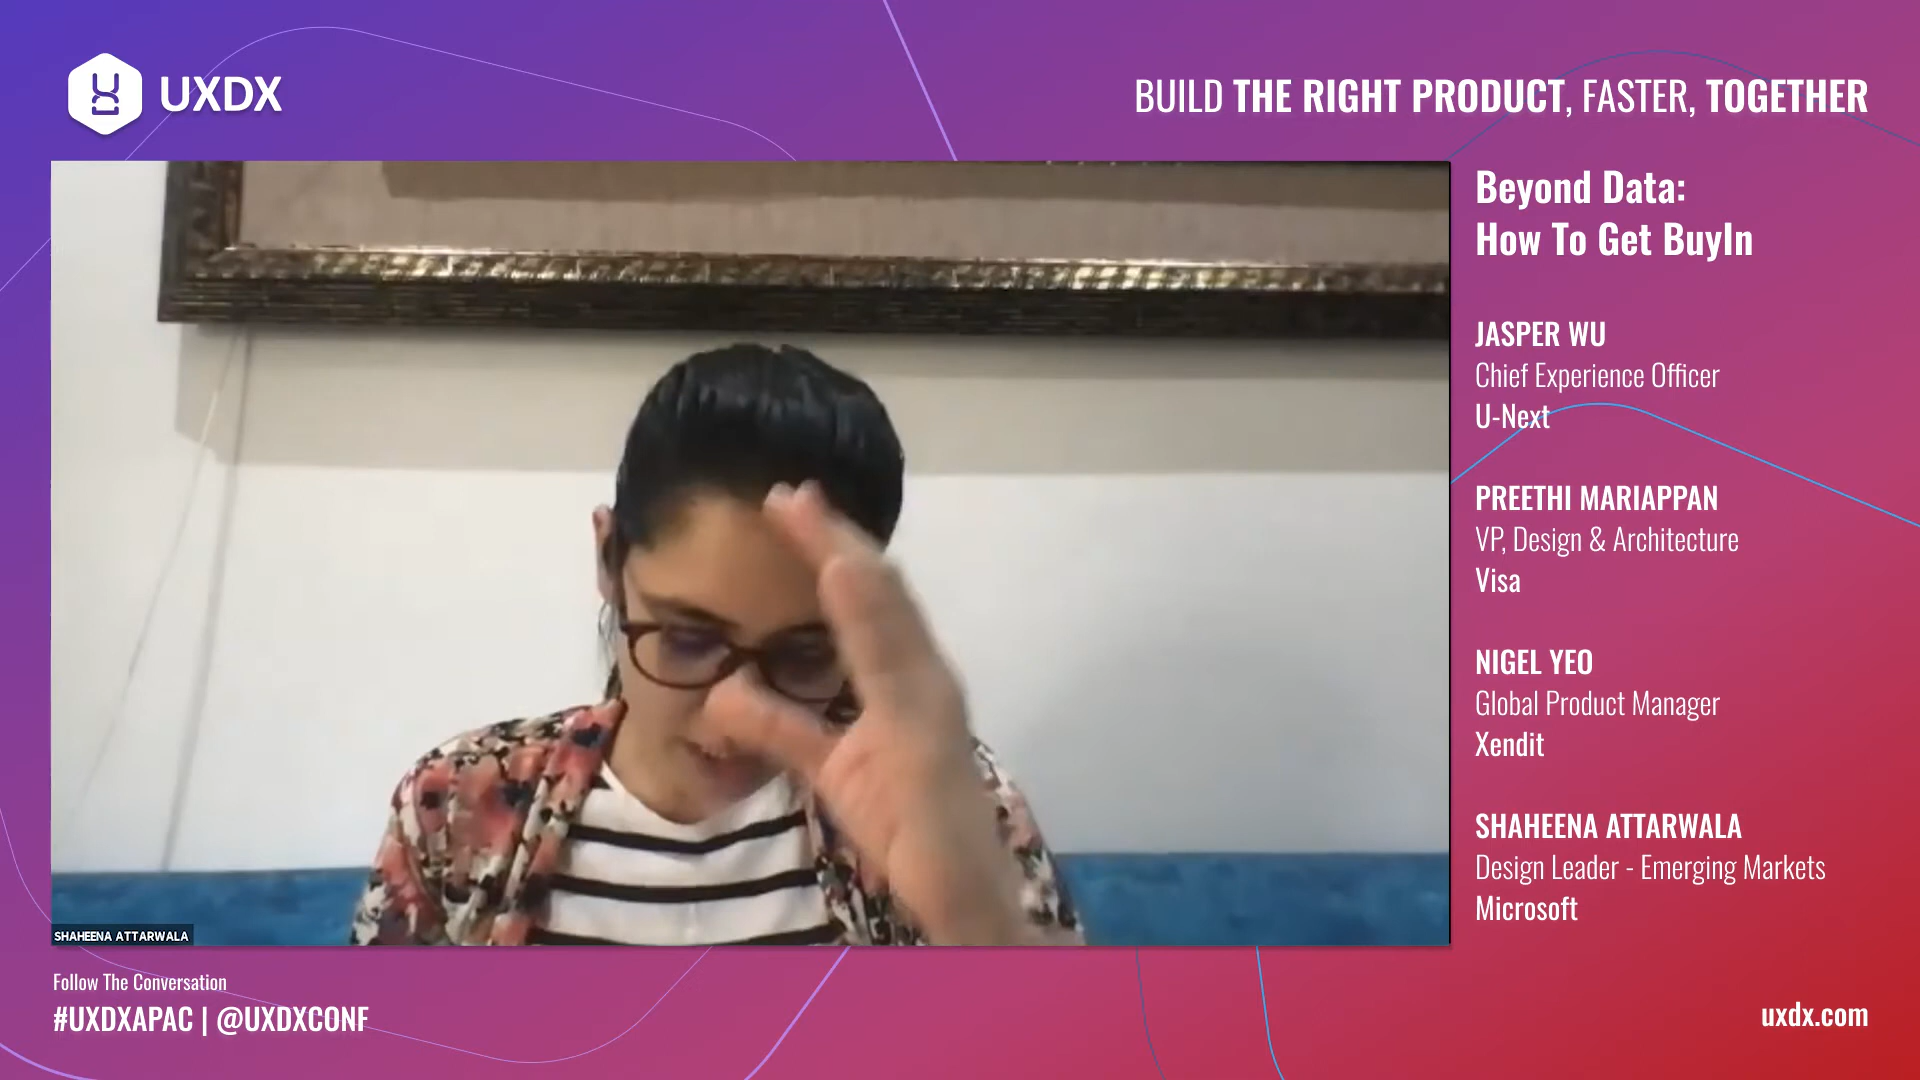 UXDX
BUILD THE RIGHT PRODUCT, FASTER, TOGETHER
Beyond Data:
How To Get BuyIn
JASPER WU
Chief Experience Officer
U-Next
PREETHI MARIAPPAN
VP, Design & Architecture
Visa
NIGEL YEO
Global Product Manager
Xendit
SHAHEENA ATTARWALA
Design Leader - Emerging Markets
Microsoft
SHAHEENA ATTARWALA
Follow The Conversation
#UXDXAPAC | @UXDXCONF
uxdx.com